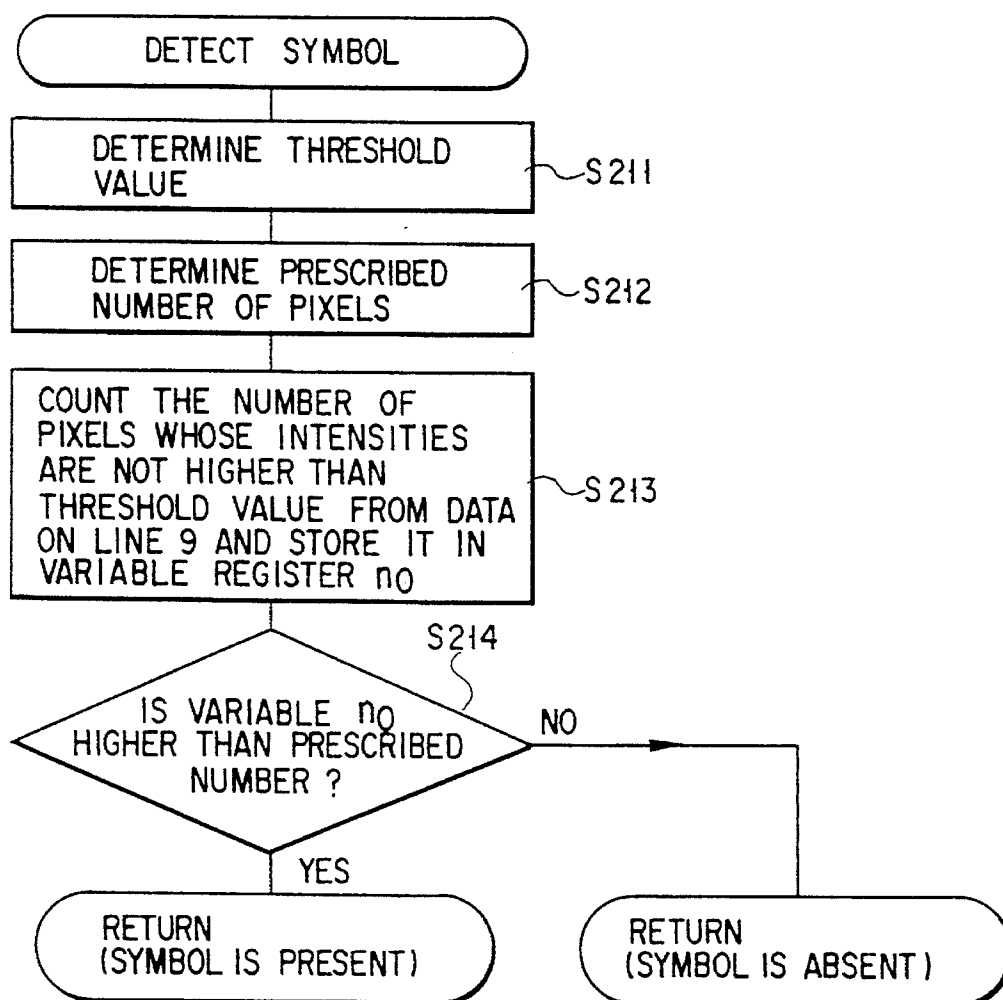 DETECT SYMBOL
DETERMINE THRESHOLD
VALUE
S211
DETERMINE PRESCRIBED
NUMBER OF PIXELS
S212
COUNT THE NUMBER OF
PIXELS WHOSE INTENSITIES
ARE NOT HIGHER THAN
THRESHOLD VALUE FROM DATA
ON LINE 9 AND STORE IT IN
VARIABLE REGISTER n0
S213
S214
IS VARIABLE n0
HIGHER THAN PRESCRIBED
NUMBER ?
NO
YES
RETURN
(SYMBOL IS PRESENT)
RETURN
(SYMBOL IS ABSENT)